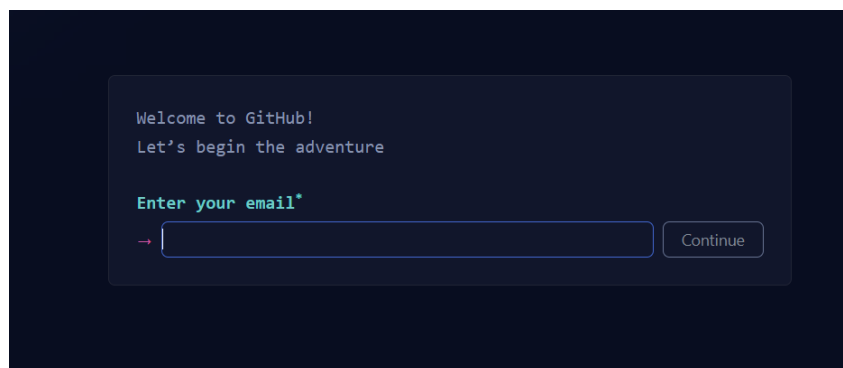 Welcome to GitHub!
Let’s begin the adventure
Enter your email*
→ Continue